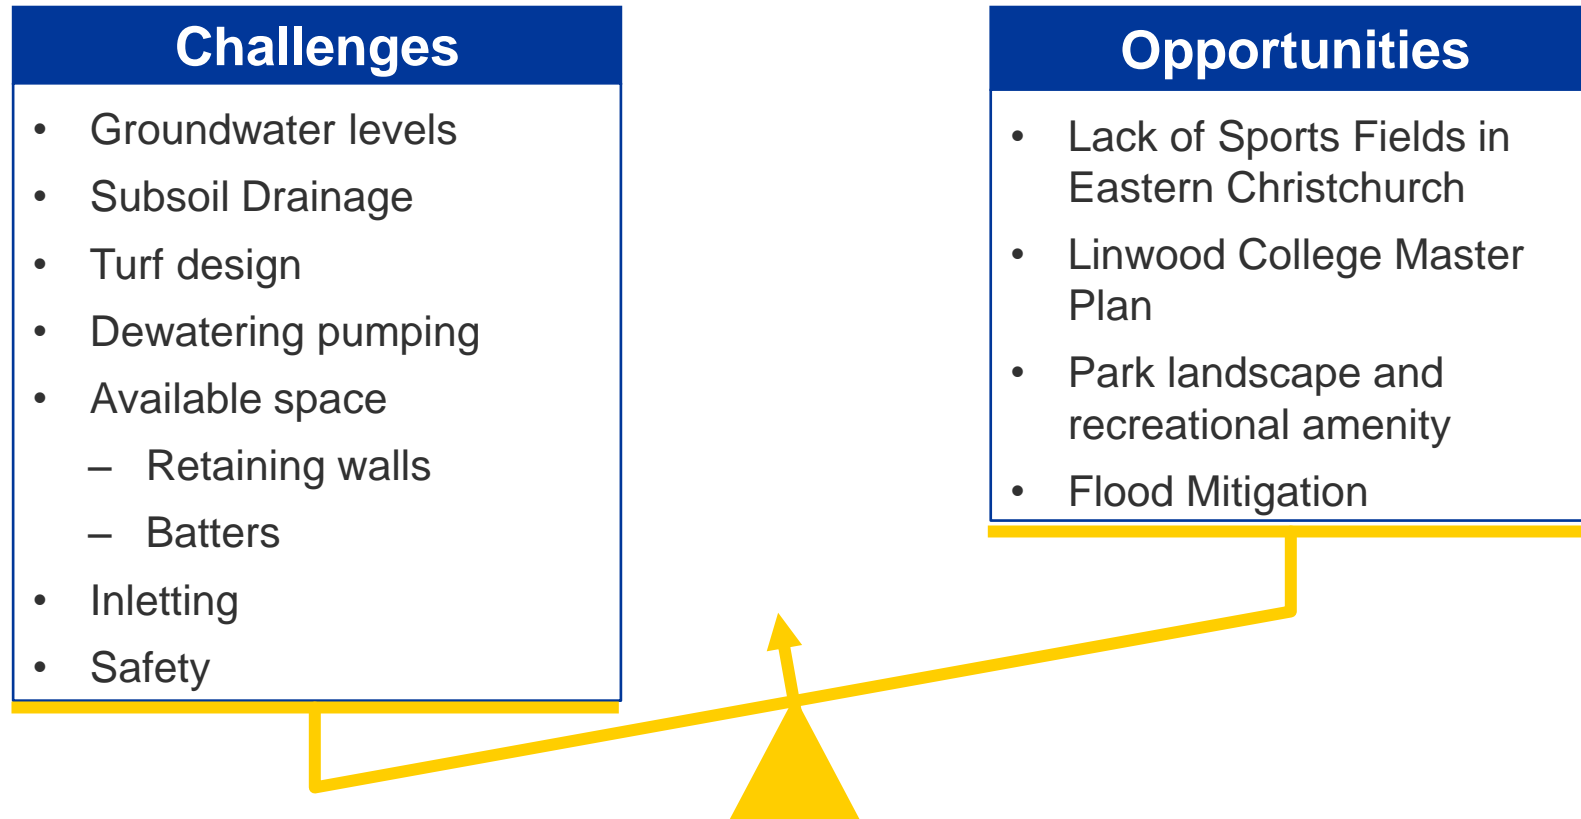 Challenges
• Groundwater levels
• Subsoil Drainage
• Turf design
• Dewatering pumping
• Available space
– Retaining walls
– Batters
• Inletting
• Safety
Opportunities
• Lack of Sports Fields in
Eastern Christchurch
• Linwood College Master
Plan
• Park landscape and
recreational amenity
• Flood Mitigation